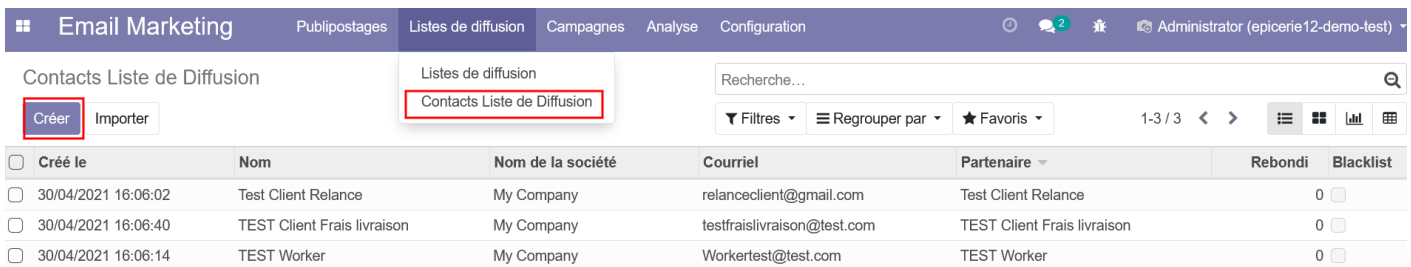 Email Marketing Publipostages Listes de diffusion Campagnes Analyse Configuration 2 Administrator (epicerie12-demo-test)
Contacts Liste de Diffusion Listes de diffusion Recherche...
Contacts Liste de Diffusion
Créer Importer Filtres Regrouper par Favoris 1-3 / 3
Créé le Nom Nom de la société Courriel Partenaire Rebondi Blacklist
30/04/2021 16:06:02 Test Client Relance My Company relanceclient@gmail.com Test Client Relance 0
30/04/2021 16:06:40 TEST Client Frais livraison My Company testfraislivraison@test.com TEST Client Frais livraison 0
30/04/2021 16:06:14 TEST Worker My Company Workertest@test.com TEST Worker 0